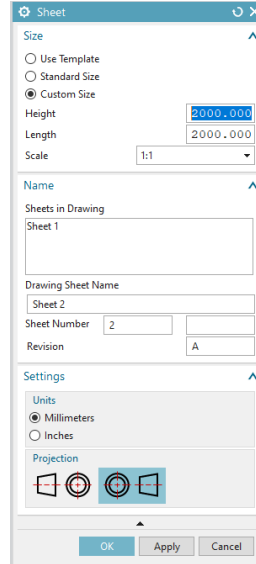 Sheet
Size
Use Template
Standard Size
Custom Size
Height 2000.000
Length 2000.000
Scale 1:1
Name
Sheets in Drawing
Sheet 1
Drawing Sheet Name
Sheet 2
Sheet Number 2
Revision A
Settings
Units
Millimeters
Inches
Projection
OK Apply Cancel